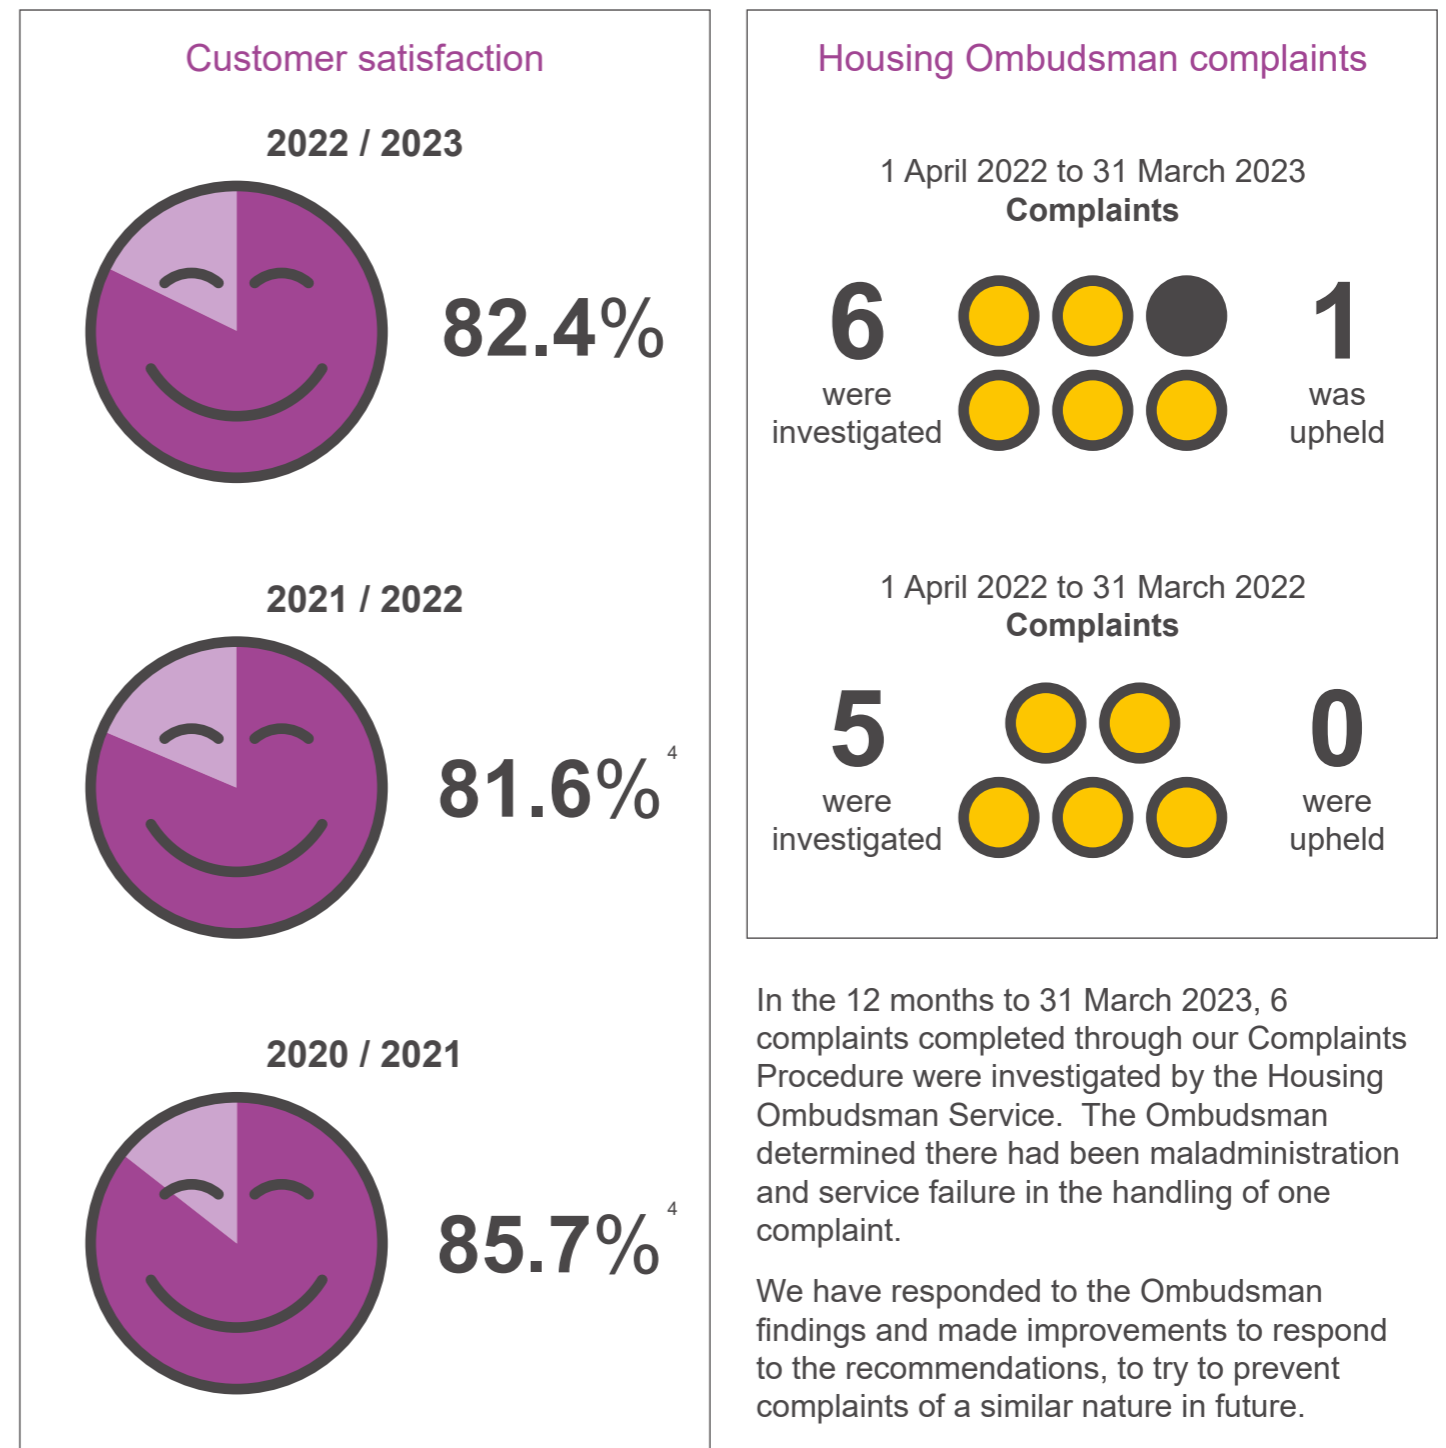 Customer satisfaction
2022 / 2023
82.4%
2021 / 2022
81.6% 4
2020 / 2021
85.7% 4
Housing Ombudsman complaints
1 April 2022 to 31 March 2023
Complaints
6
were
investigated
1
was
upheld
1 April 2022 to 31 March 2022
Complaints
5
were
investigated
0
were
upheld
In the 12 months to 31 March 2023, 6
complaints completed through our Complaints
Procedure were investigated by the Housing
Ombudsman Service.  The Ombudsman
determined there had been maladministration
and service failure in the handling of one
complaint.
We have responded to the Ombudsman
findings and made improvements to respond
to the recommendations, to try to prevent
complaints of a similar nature in future.